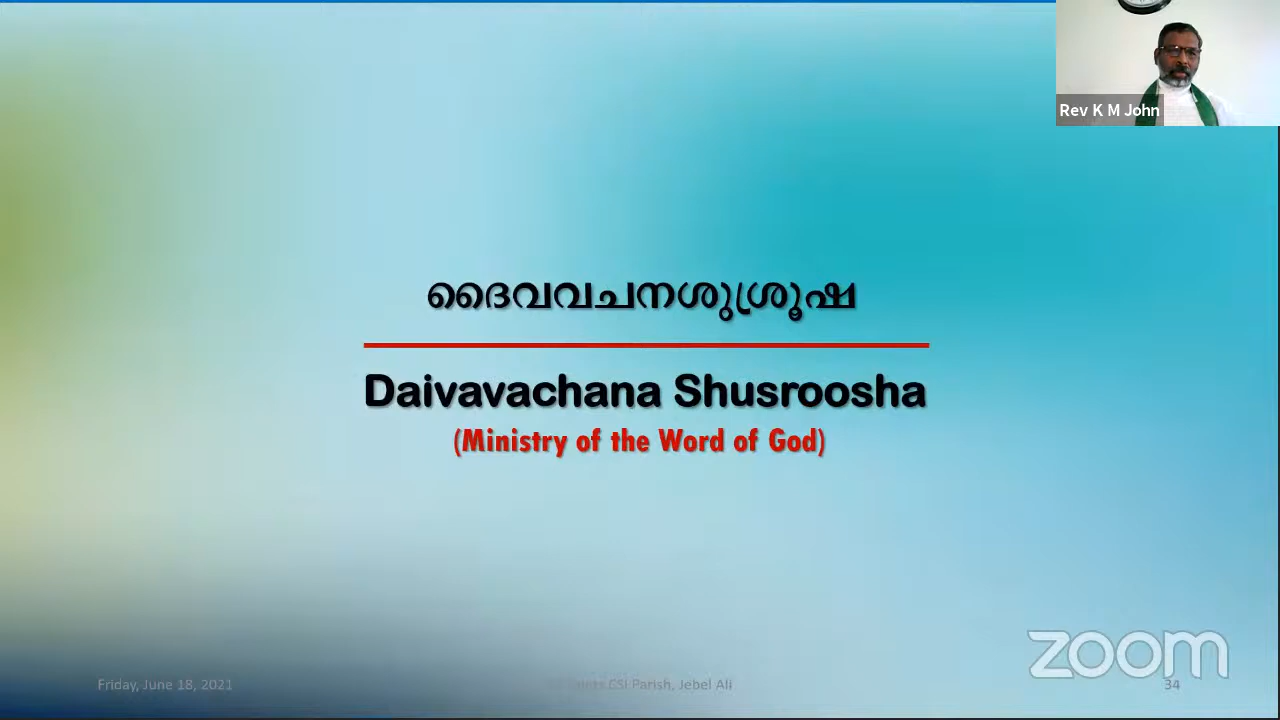 Rev K M John
ദൈവവചനശുശ്രൂഷ
Daivavachana Shusroosha
(Ministry of the Word of God)
zoom
Friday, June 18, 2021
CSI Parish, Jebel Ali
34